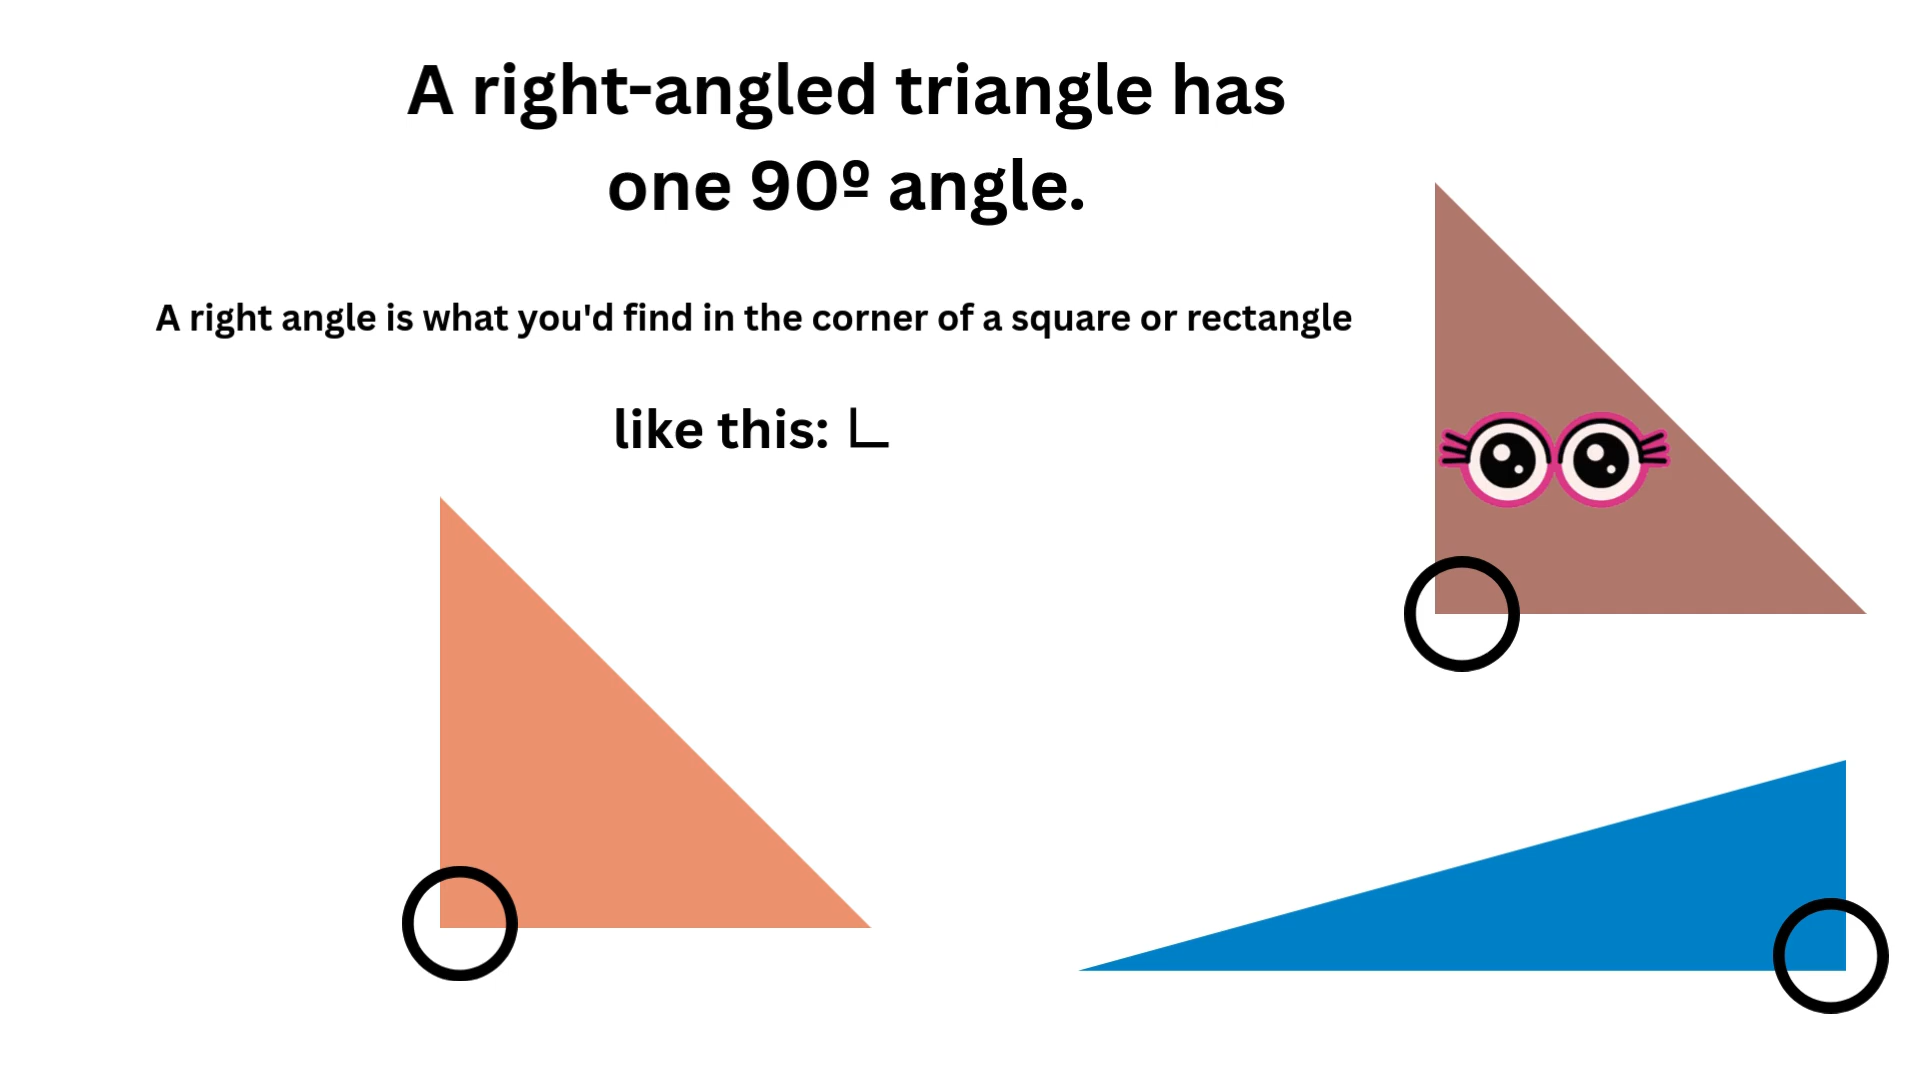 A right-angled triangle has
one 90º angle.
A right angle is what you'd find in the corner of a square or rectangle
like this: